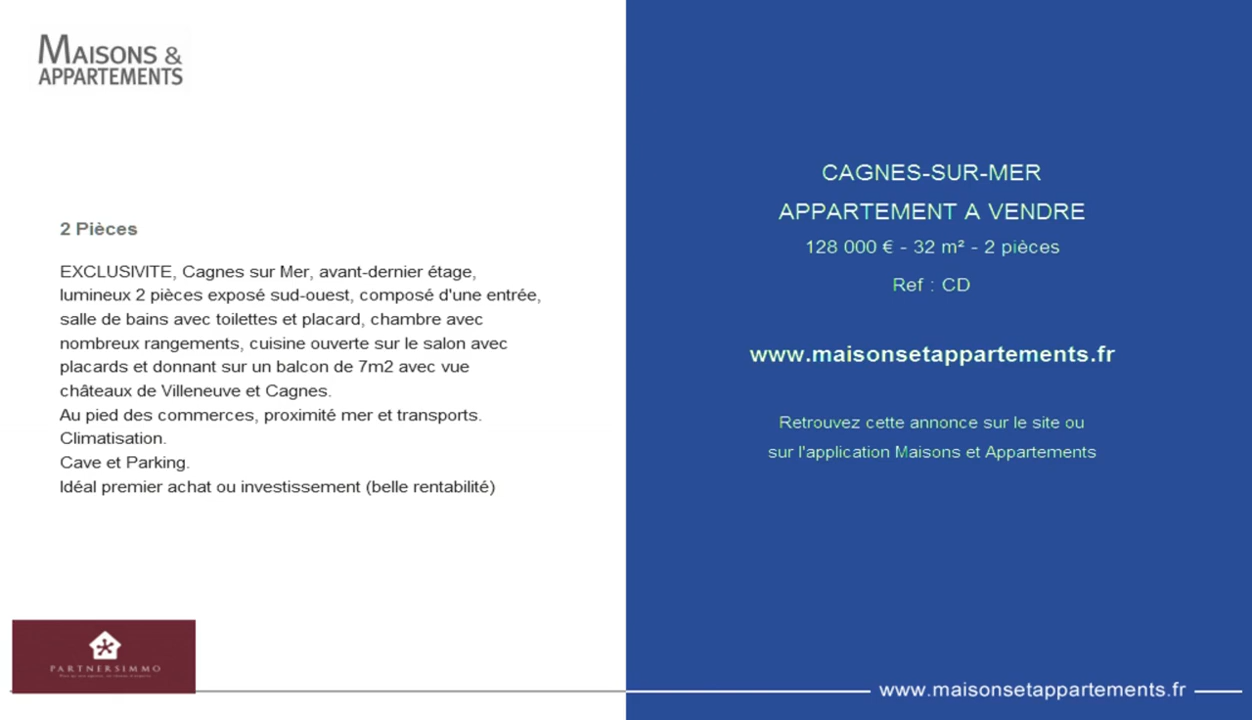 MAISONS &
APPARTEMENTS
2 Pièces
EXCLUSIVITE, Cagnes sur Mer, avant-dernier étage,
lumineux 2 pièces exposé sud-ouest, composé d'une entrée,
salle de bains avec toilettes et placard, chambre avec
nombreux rangements, cuisine ouverte sur le salon avec
placards et donnant sur un balcon de 7m2 avec vue
châteaux de Villeneuve et Cagnes.
Au pied des commerces, proximité mer et transports.
Climatisation.
Cave et Parking.
Idéal premier achat ou investissement (belle rentabilité)
PARTNERSIMMO
CAGNES-SUR-MER
APPARTEMENT A VENDRE
128 000 € - 32 m² - 2 pièces
Ref : CD
www.maisonsetappartements.fr
Retrouvez cette annonce sur le site ou
sur l'application Maisons et Appartements
www.maisonsetappartements.fr